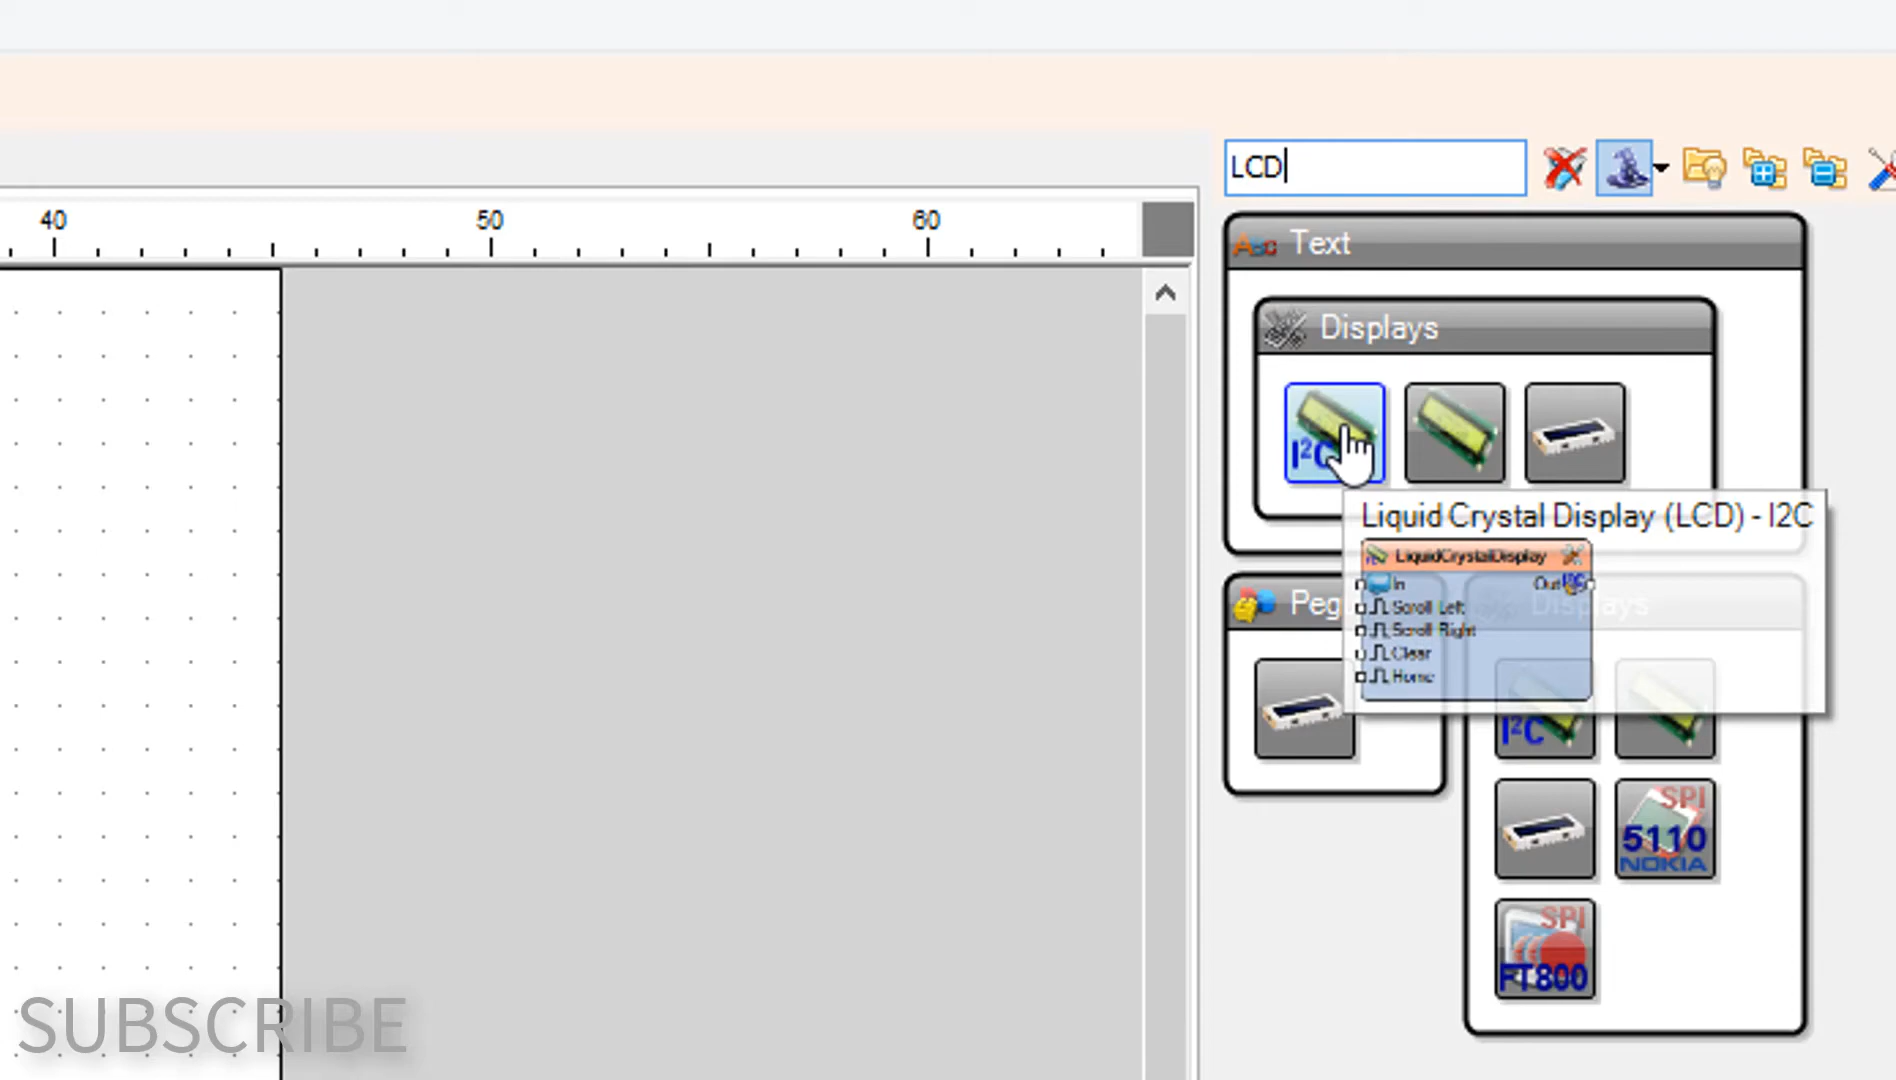 LCD
40 50 60
Text
Displays
I²C
Liquid Crystal Display (LCD) - I2C
LiquidCrystalDisplay
In Out
Scroll Left
Scroll Right
Clear
Home
Peg
Displays
I²C
SPI
5110
NOKIA
SPI
FT800
SUBSCRIBE